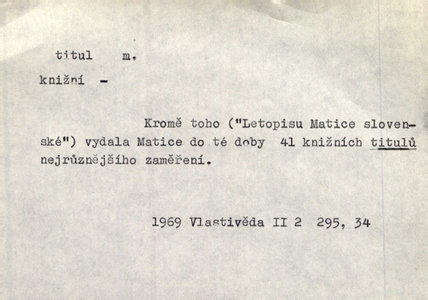 titul m.
knižní -
Kromě toho ("Letopisu Matice sloven-
ské") vydala Matice do té doby 41 knižních titulů
nejrůznějšího zaměření.
1969 Vlastivěda II 2 295, 34